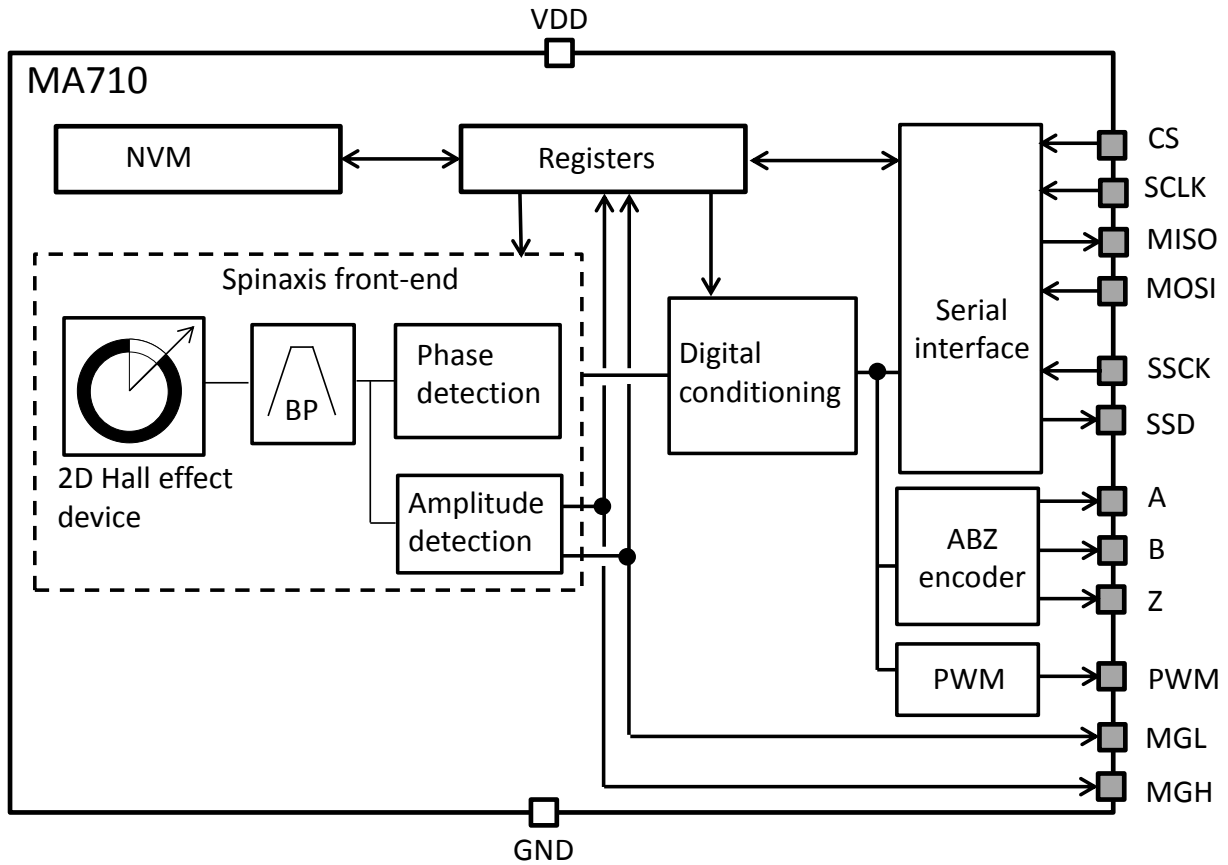 VDD
MA710
NVM
Registers
CS
SCLK
MISO
MOSI
Spinaxis front-end
Phase
detection
BP
2D Hall effect
device
Amplitude
detection
Digital
conditioning
Serial
interface
SSCK
SSD
ABZ
encoder
A
B
Z
PWM
PWM
MGL
MGH
GND